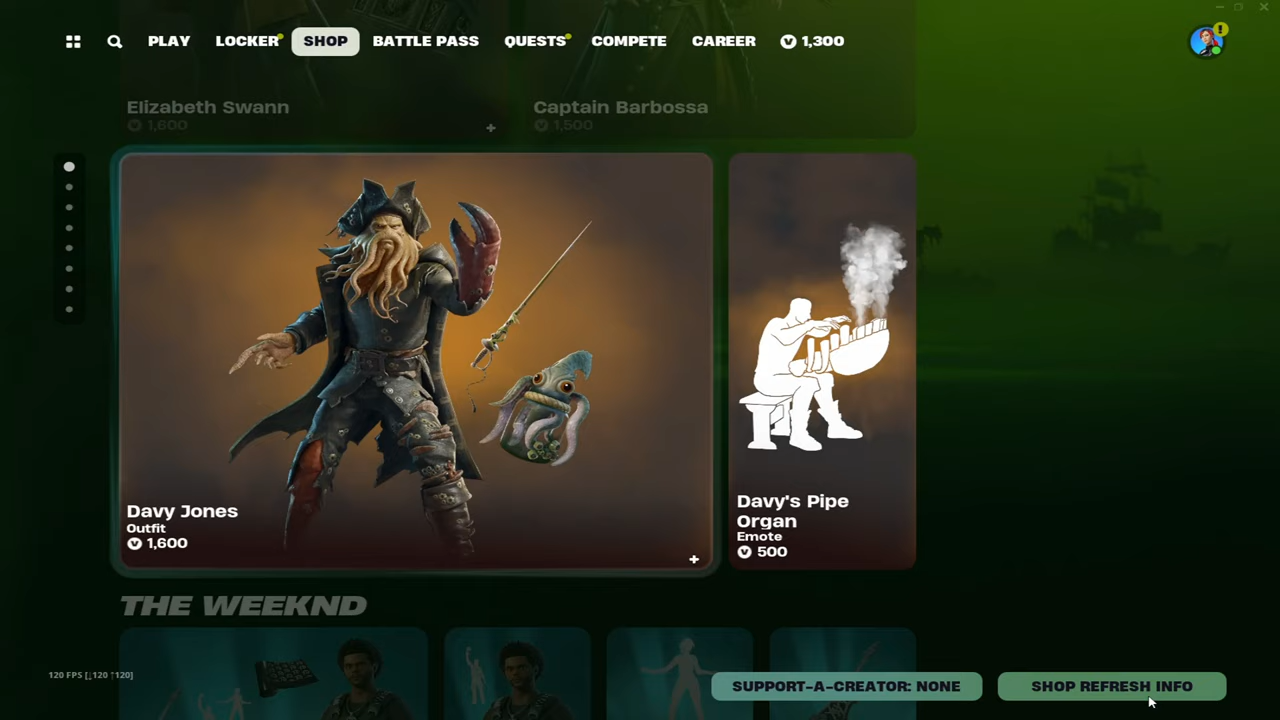 PLAY LOCKER SHOP BATTLE PASS QUESTS COMPETE CAREER 1,300
Elizabeth Swann
1,600
Captain Barbossa
1,500
Davy Jones
Outfit
1,600
Davy's Pipe
Organ
Emote
500
THE WEEKND
120 FPS [↓120 ↑120]
SUPPORT-A-CREATOR: NONE
SHOP REFRESH INFO